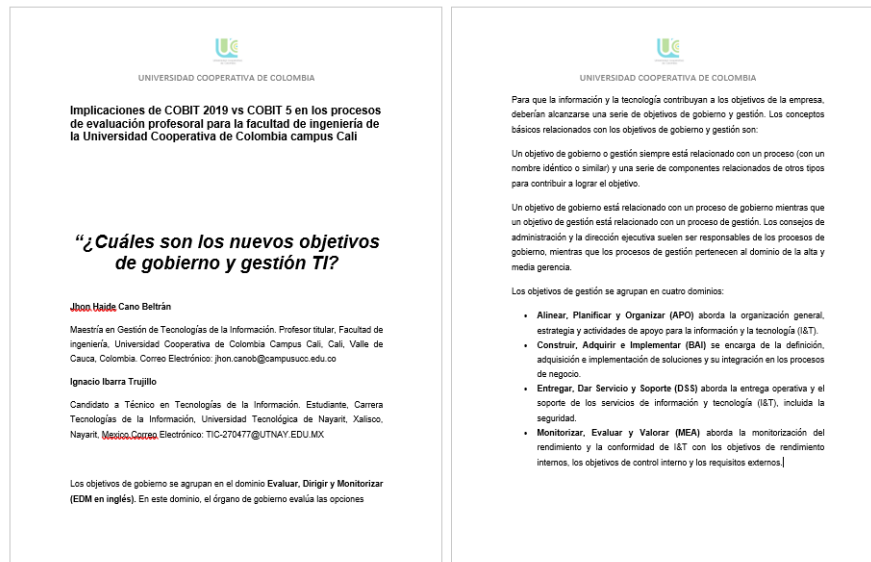 UNIVERSIDAD COOPERATIVA DE COLOMBIA
Implicaciones de COBIT 2019 vs COBIT 5 en los procesos
de evaluación profesoral para la facultad de ingeniería de
la Universidad Cooperativa de Colombia campus Cali
“¿Cuáles son los nuevos objetivos
de gobierno y gestión TI?
Jhon Haide Cano Beltrán
Maestría en Gestión de Tecnologías de la Información. Profesor titular, Facultad de
ingeniería, Universidad Cooperativa de Colombia Campus Cali, Cali, Valle de
Cauca, Colombia. Correo Electrónico: jhon.canob@campusucc.edu.co
Ignacio Ibarra Trujillo
Candidato a Técnico en Tecnologías de la Información. Estudiante, Carrera
Tecnologías de la Información, Universidad Tecnológica de Nayarit, Xalisco,
Nayarit, Mexico.Correo Electrónico: TIC-270477@UTNAY.EDU.MX
Los objetivos de gobierno se agrupan en el dominio Evaluar, Dirigir y Monitorizar
(EDM en inglés). En este dominio, el órgano de gobierno evalúa las opciones
UNIVERSIDAD COOPERATIVA DE COLOMBIA
Para que la información y la tecnología contribuyan a los objetivos de la empresa,
deberían alcanzarse una serie de objetivos de gobierno y gestión. Los conceptos
básicos relacionados con los objetivos de gobierno y gestión son:
Un objetivo de gobierno o gestión siempre está relacionado con un proceso (con un
nombre idéntico o similar) y una serie de componentes relacionados de otros tipos
para contribuir a lograr el objetivo.
Un objetivo de gobierno está relacionado con un proceso de gobierno mientras que
un objetivo de gestión está relacionado con un proceso de gestión. Los consejos de
administración y la dirección ejecutiva suelen ser responsables de los procesos de
gobierno, mientras que los procesos de gestión pertenecen al dominio de la alta y
media gerencia.
Los objetivos de gestión se agrupan en cuatro dominios:
• Alinear, Planificar y Organizar (APO) aborda la organización general,
estrategia y actividades de apoyo para la información y la tecnología (I&T).
• Construir, Adquirir e Implementar (BAI) se encarga de la definición,
adquisición e implementación de soluciones y su integración en los procesos
de negocio.
• Entregar, Dar Servicio y Soporte (DSS) aborda la entrega operativa y el
soporte de los servicios de información y tecnología (I&T), incluida la
seguridad.
• Monitorizar, Evaluar y Valorar (MEA) aborda la monitorización del
rendimiento y la conformidad de I&T con los objetivos de rendimiento
internos, los objetivos de control interno y los requisitos externos.